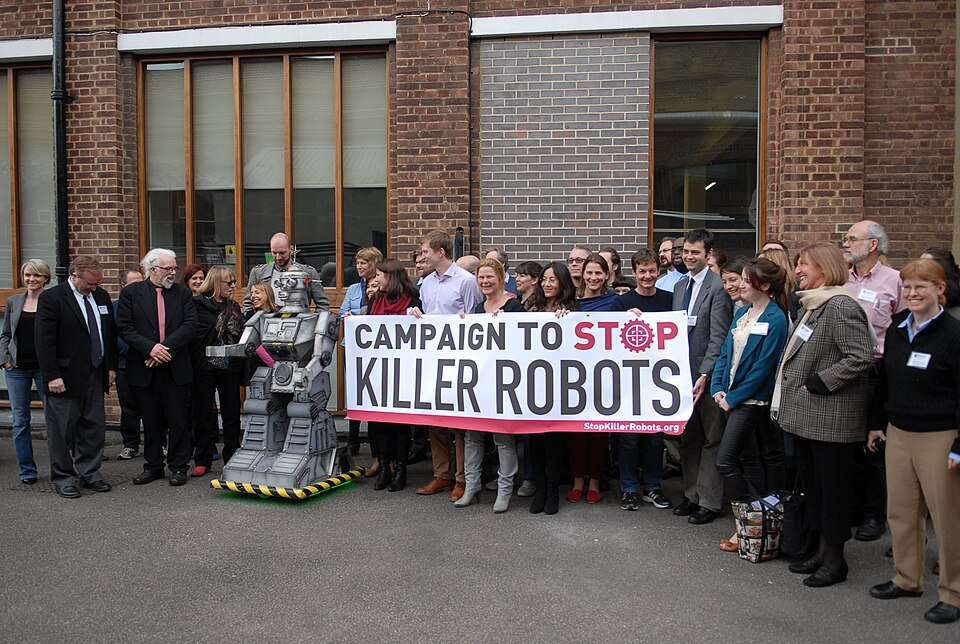 CAMPAIGN TO STOP
KILLER ROBOTS
StopKillerRobots.org